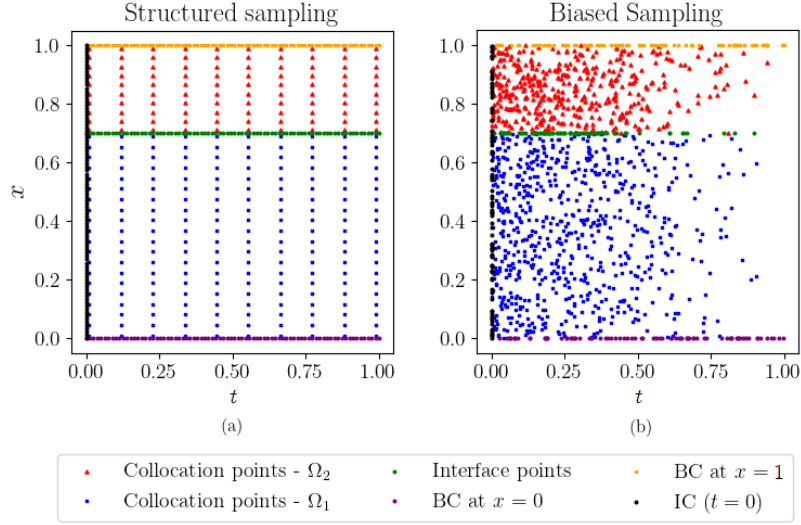 Structured sampling
Biased Sampling
1.0
0.8
0.6
0.4
0.2
0.0
x
0.00 0.25 0.50 0.75 1.00
t
(a)
1.0
0.8
0.6
0.4
0.2
0.0
0.00 0.25 0.50 0.75 1.00
t
(b)
Collocation points - Ω₂
Interface points
BC at x = 1
Collocation points - Ω₁
BC at x = 0
IC (t = 0)